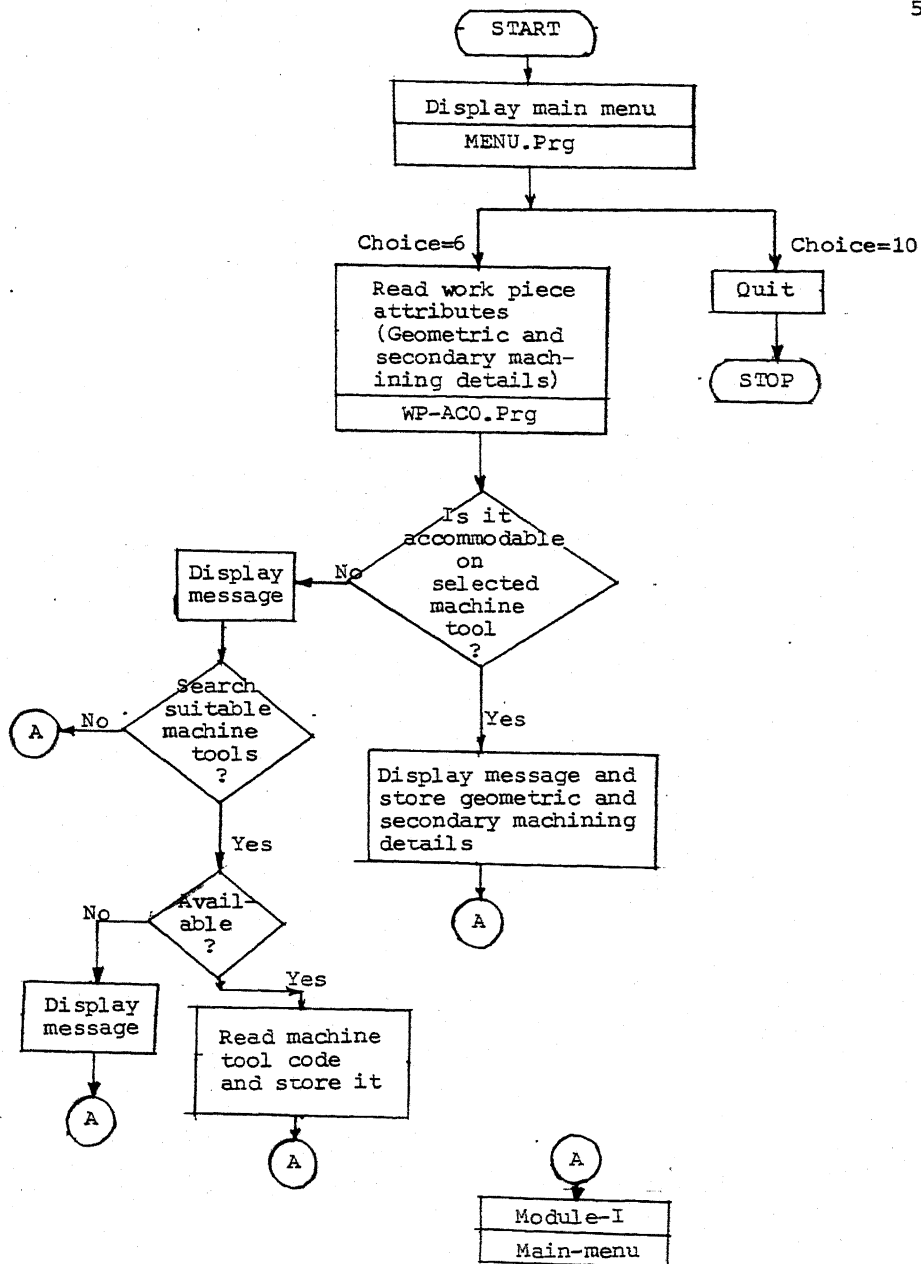 5
START
Display main menu
MENU.Prg
Choice=6
Choice=10
Read work piece
attributes
(Geometric and
secondary mach-
ining details)
WP-ACO.Prg
Quit
STOP
Is it
accommodable
on
selected
machine
tool
?
No
Display
message
Search
suitable
machine
tools
?
No
A
Yes
Yes
Display message and
store geometric and
secondary machining
details
A
Avail-
able
?
No
Yes
Display
message
A
Read machine
tool code
and store it
A
A
Module-I
Main-menu